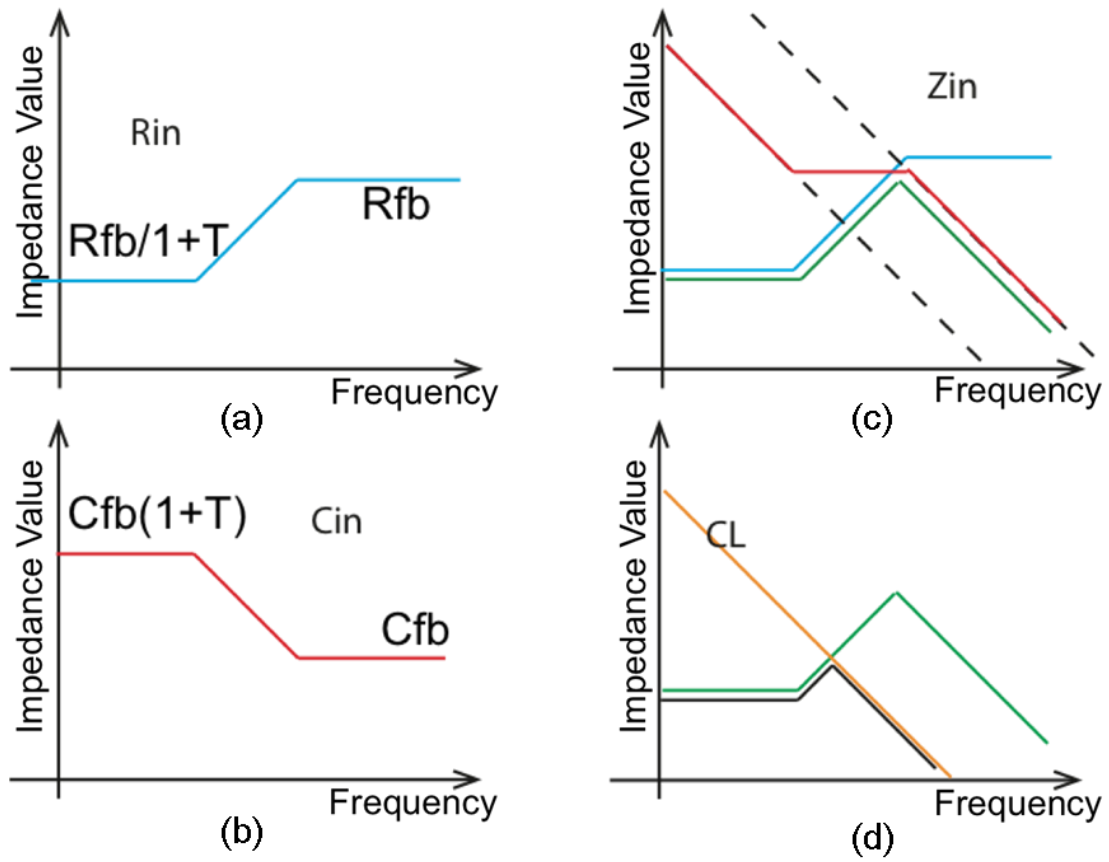 Impedance Value
Rin
Rfb/1+T
Rfb
Frequency
(a)
Impedance Value
Zin
Frequency
(c)
Impedance Value
Cfb(1+T)
Cin
Cfb
Frequency
(b)
Impedance Value
CL
Frequency
(d)